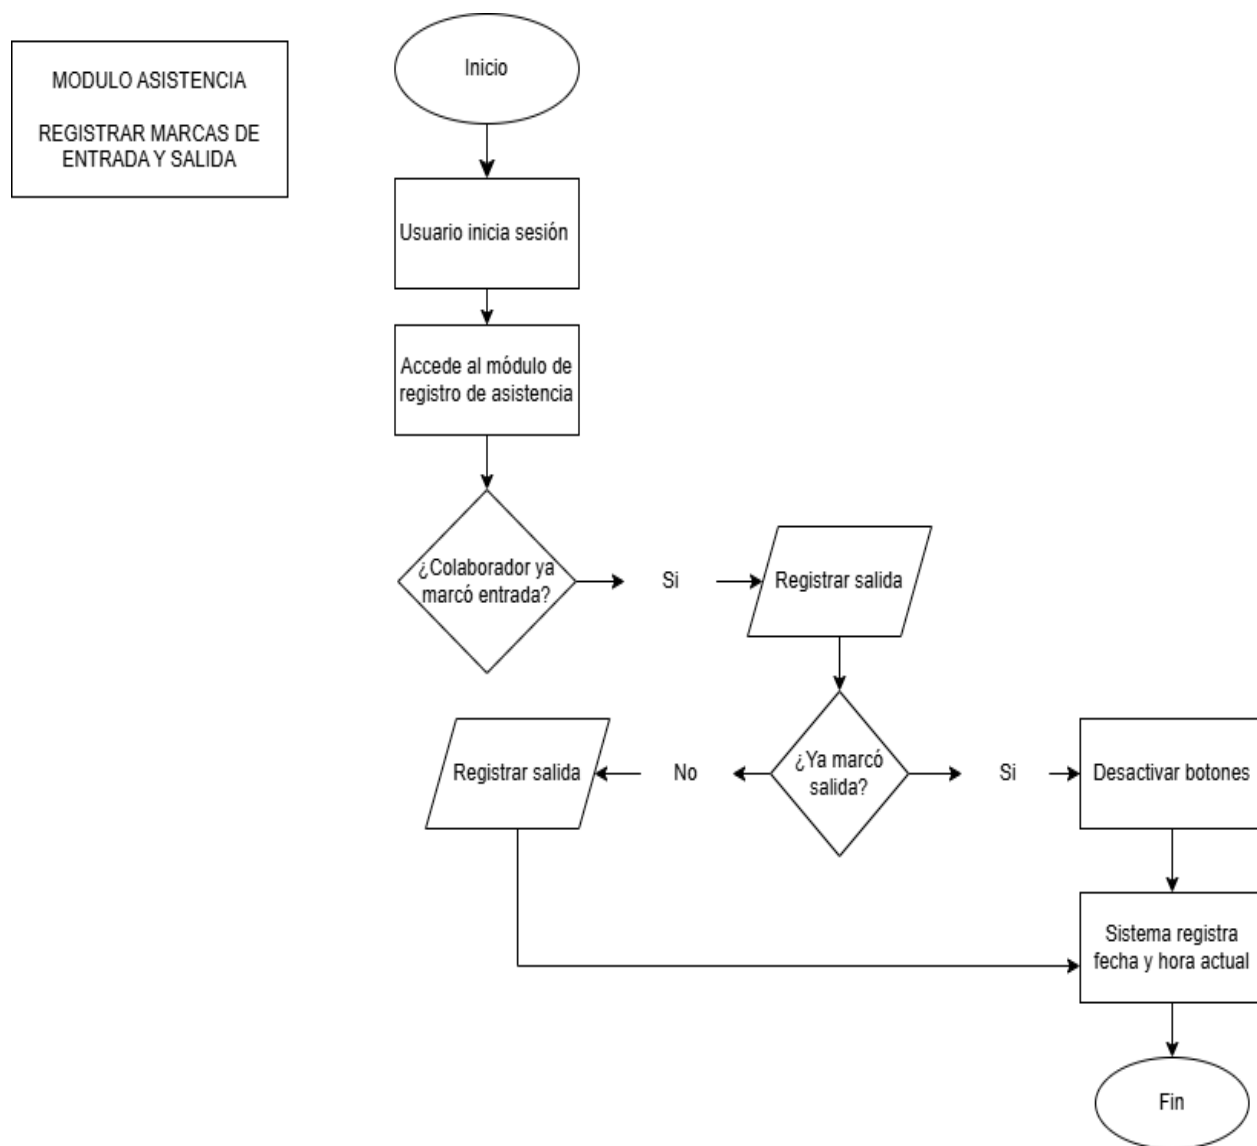 MODULO ASISTENCIA
REGISTRAR MARCAS DE
ENTRADA Y SALIDA
Inicio
Usuario inicia sesión
Accede al módulo de
registro de asistencia
¿Colaborador ya
marcó entrada?
Si
Registrar salida
¿Ya marcó
salida?
No
Registrar salida
Si
Desactivar botones
Sistema registra
fecha y hora actual
Fin